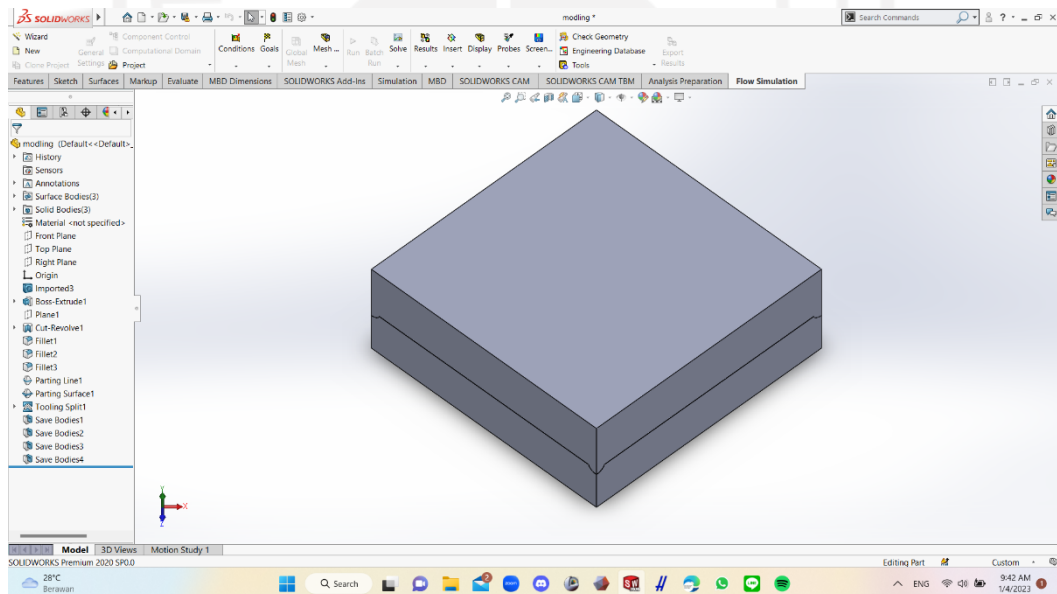 SOLIDWORKS
moding *
Search Commands
Wizard
New
Clone Project
General Settings
Component Control
Computational Domain
Project
Conditions
Goals
Global Mesh
Mesh ...
Run
Batch Run
Solve
Results
Insert
Display
Probes
Screen...
Check Geometry
Engineering Database
Tools
Export Results
Features
Sketch
Surfaces
Markup
Evaluate
MBD Dimensions
SOLIDWORKS Add-Ins
Simulation
MBD
SOLIDWORKS CAM
SOLIDWORKS CAM TBM
Analysis Preparation
Flow Simulation
modling (Default<<Default>_
History
Sensors
Annotations
Surface Bodies(3)
Solid Bodies(3)
Material <not specified>
Front Plane
Top Plane
Right Plane
Origin
Imported3
Boss-Extrude1
Plane1
Cut-Revolve1
Fillet1
Fillet2
Fillet3
Parting Line1
Parting Surface1
Tooling Split1
Save Bodies1
Save Bodies2
Save Bodies3
Save Bodies4
Y
X
Z
Model
3D Views
Motion Study 1
SOLIDWORKS Premium 2020 SP0.0
Editing Part
Custom
28°C
Berawan
Search
ENG
9:42 AM
1/4/2023